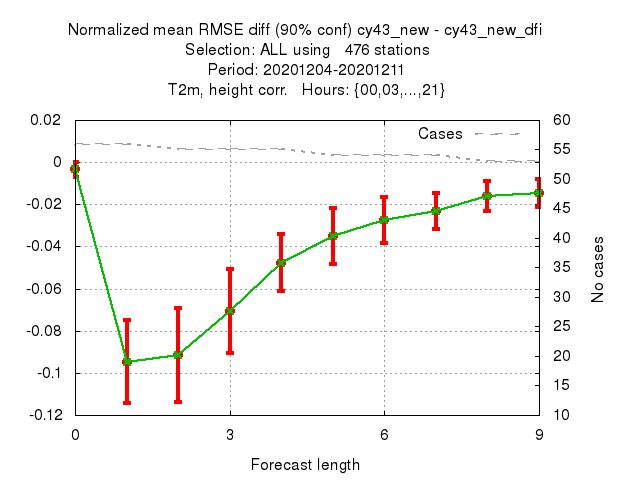 Normalized mean RMSE diff (90% conf) cy43_new - cy43_new_dfi
Selection: ALL using   476 stations
Period: 20201204-20201211
T2m, height corr.   Hours: {00,03,...,21}
Cases
0.02
0
-0.02
-0.04
-0.06
-0.08
-0.1
-0.12
60
55
50
45
40
35
30
25
20
15
10
No cases
0 3 6 9
Forecast length